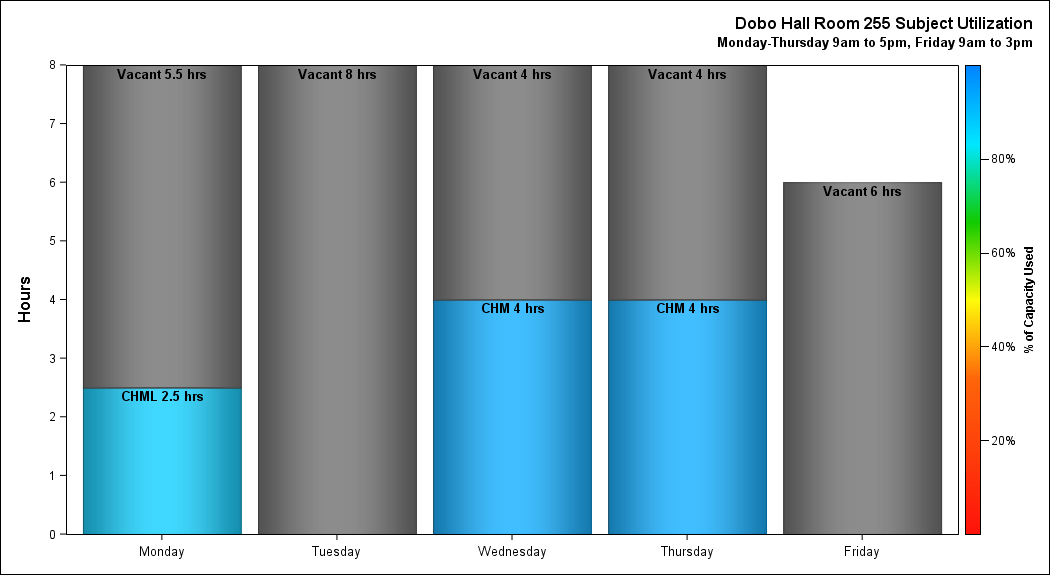 Dobo Hall Room 255 Subject Utilization
Monday-Thursday 9am to 5pm, Friday 9am to 3pm
8
7
6
5
4
3
2
1
0
Hours
Vacant 5.5 hrs
Vacant 8 hrs
Vacant 4 hrs
Vacant 4 hrs
Vacant 6 hrs
CHML 2.5 hrs
CHM 4 hrs
CHM 4 hrs
Monday
Tuesday
Wednesday
Thursday
Friday
80%
60%
40%
20%
% of Capacity Used